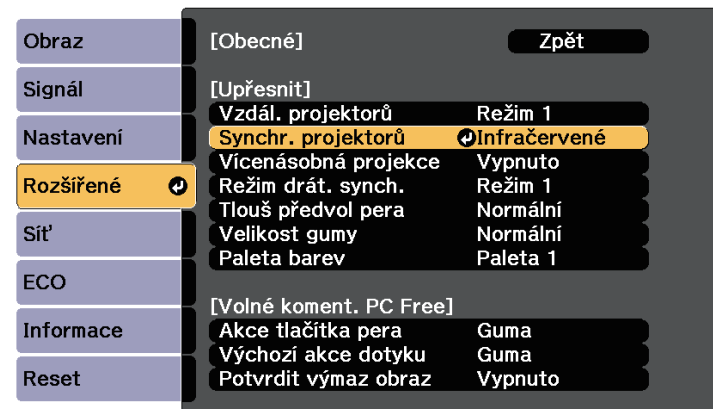 Obraz
Signál
Nastavení
Rozšířené
Síť
ECO
Informace
Reset
[Obecné] Zpět
[Upřesnit]
Vzdál. projektorů Režim 1
Synchr. projektorů Infračervené
Vícenásobná projekce Vypnuto
Režim drát. synch. Režim 1
Tlouš předvol pera Normální
Velikost gumy Normální
Paleta barev Paleta 1
[Volné koment. PC Free]
Akce tlačítka pera Guma
Výchozí akce dotyku Guma
Potvrdit výmaz obraz Vypnuto